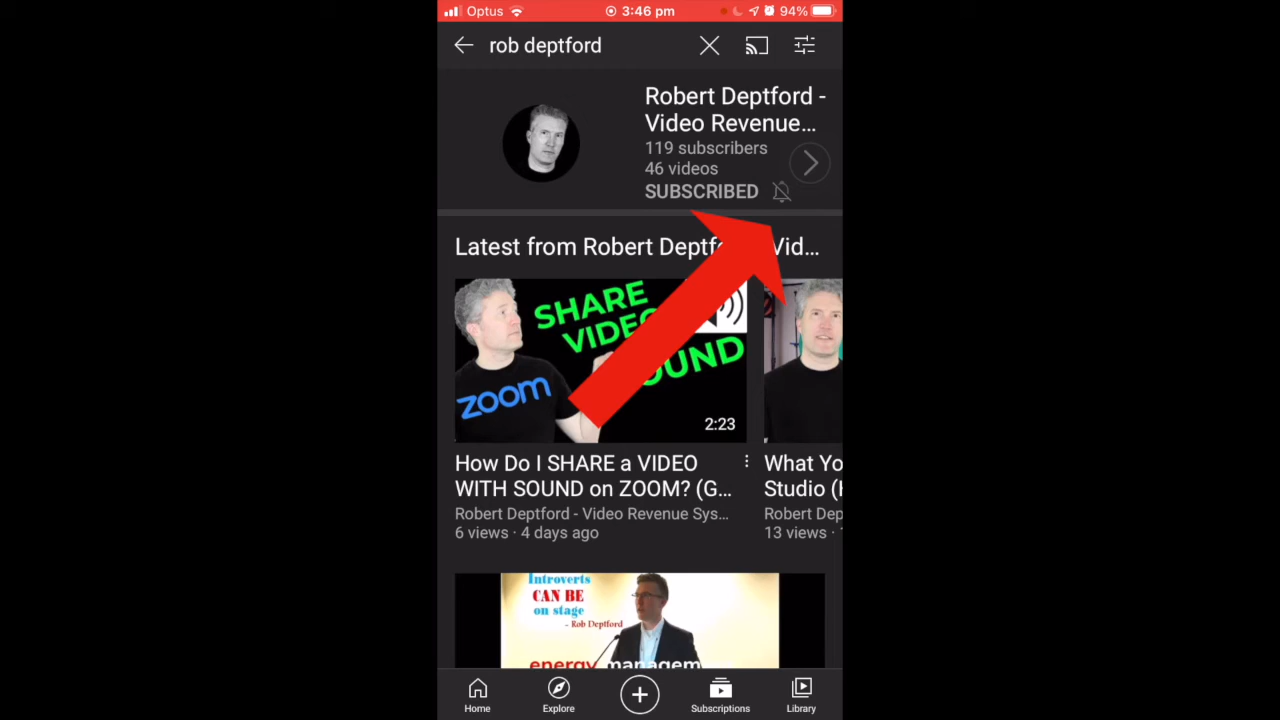 Optus
3:46 pm
94%
rob deptford
Robert Deptford -
Video Revenue...
119 subscribers
46 videos
SUBSCRIBED
Latest from Robert Deptf
Vid...
SHARE
VIDEO
SOUND
zoom
2:23
How Do I SHARE a VIDEO
WITH SOUND on ZOOM? (G...
Robert Deptford - Video Revenue Sys...
6 views · 4 days ago
What Yo
Studio (
Robert Dep
13 views ·
Introverts
CAN BE
on stage
- Rob Deptford
energy managem
Home
Explore
Subscriptions
Library